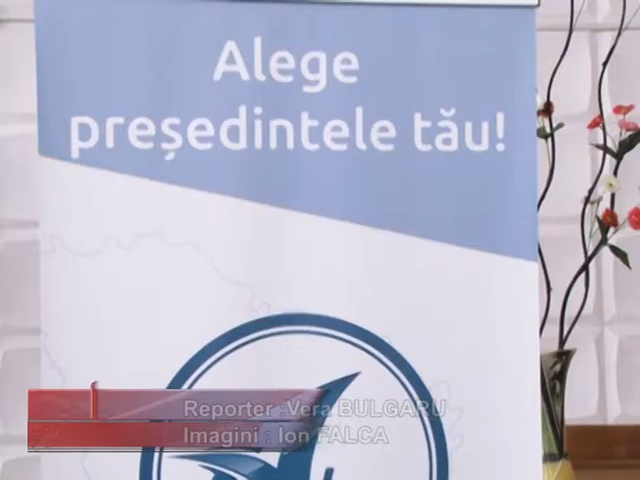 Alege
președintele tău!
Reporter :Vera BULGARU
Imagini : Ion FALCA